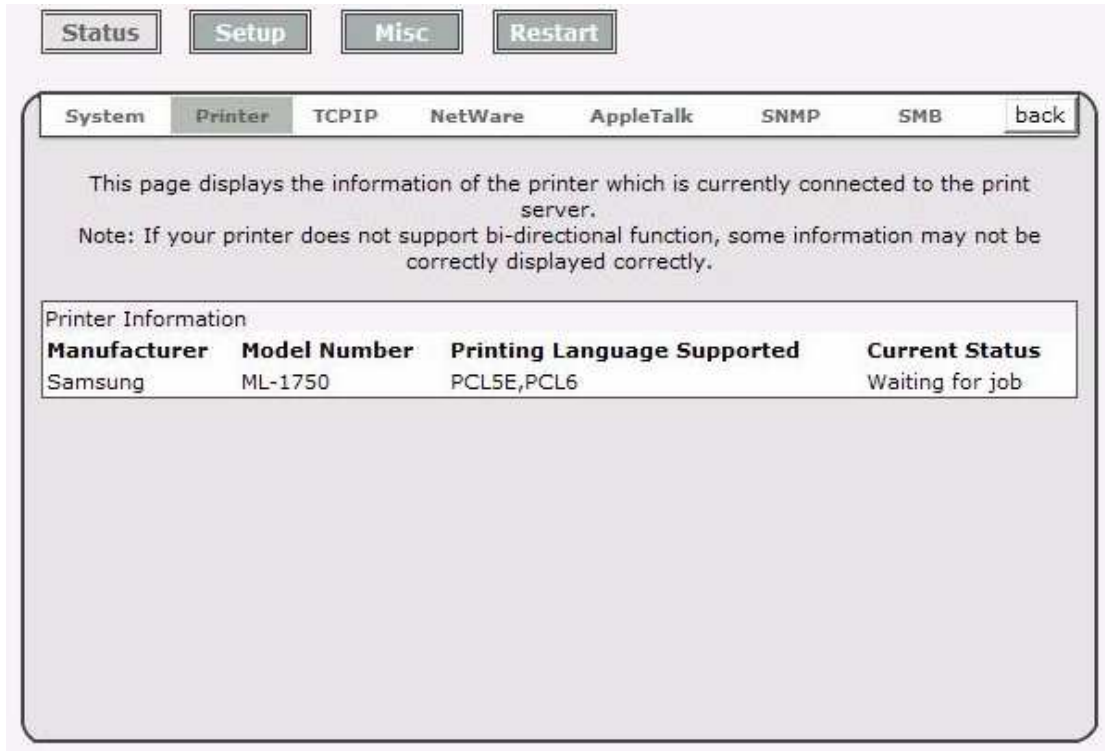 Status Setup Misc Restart
System Printer TCPIP NetWare AppleTalk SNMP SMB back
This page displays the information of the printer which is currently connected to the print
server.
Note: If your printer does not support bi-directional function, some information may not be
correctly displayed correctly.
Printer Information
Manufacturer Model Number Printing Language Supported Current Status
Samsung ML-1750 PCL5E,PCL6 Waiting for job